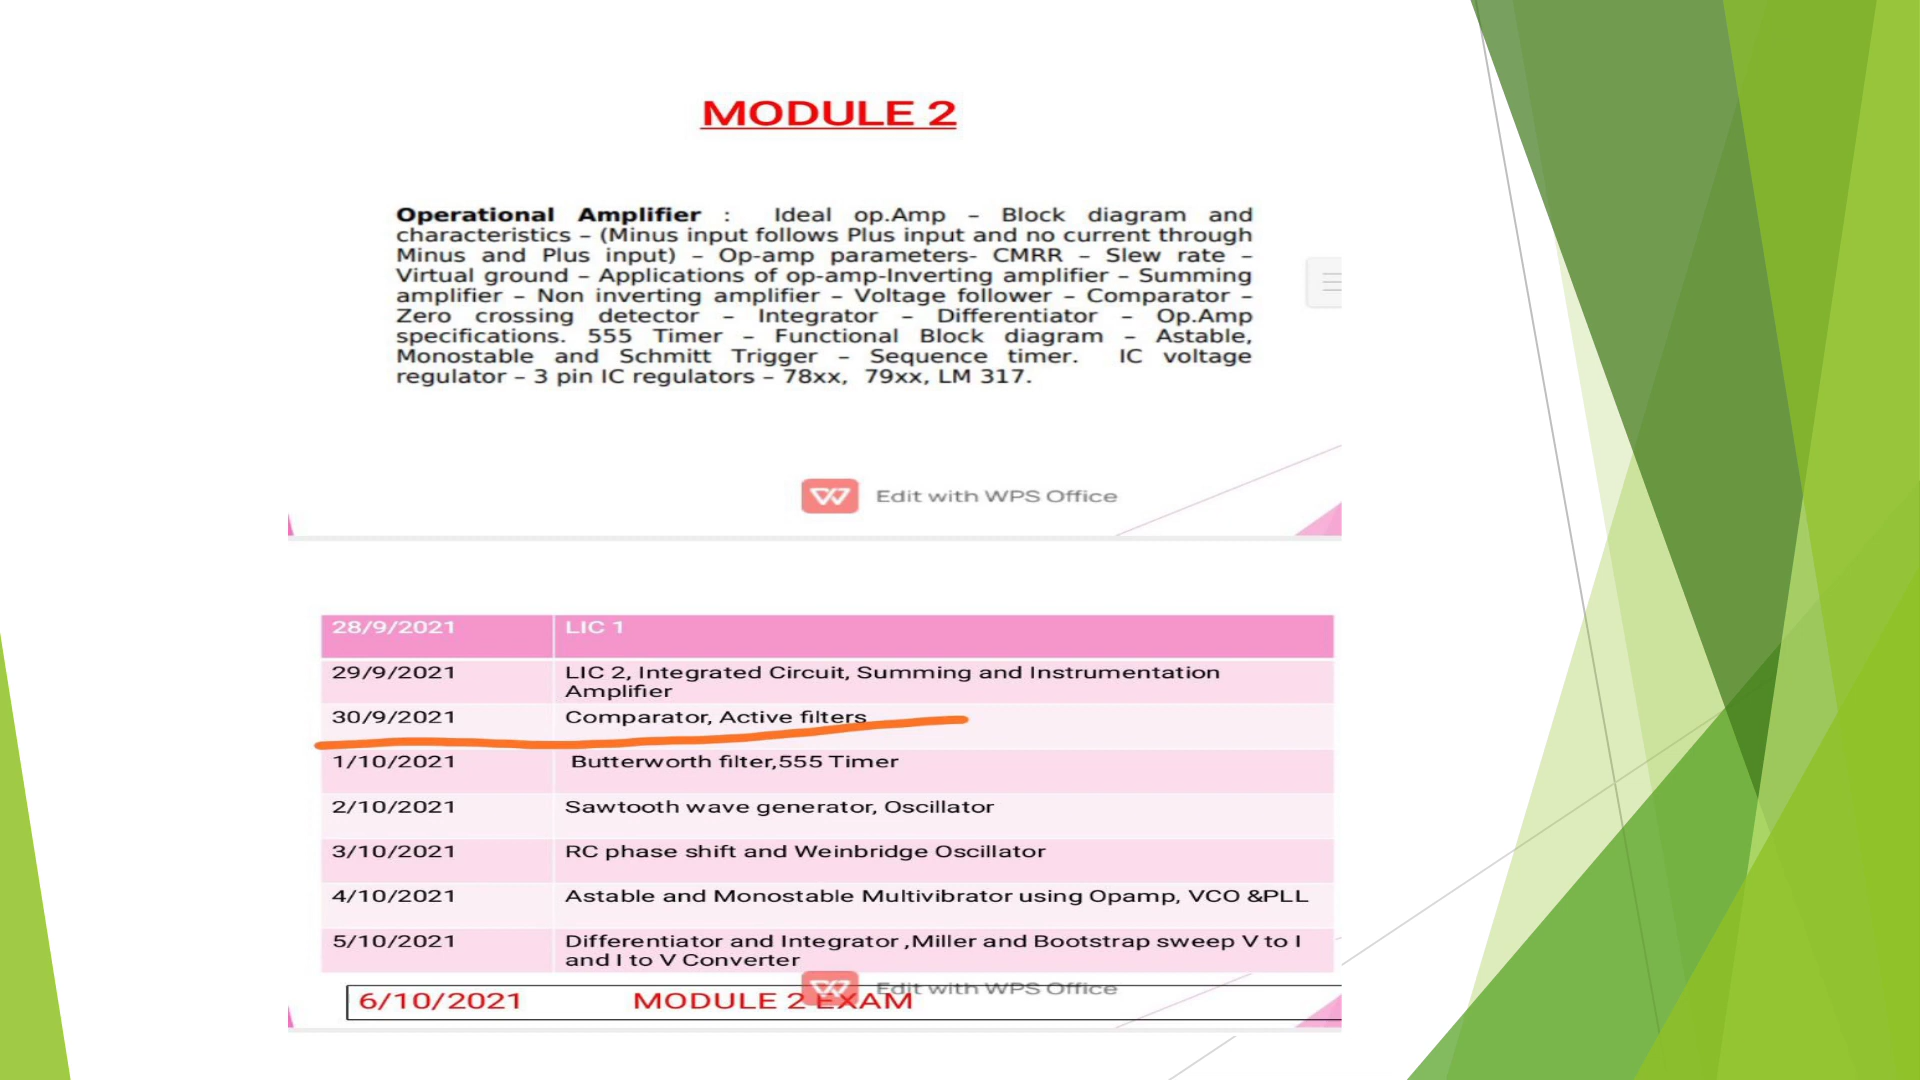 MODULE 2
Operational Amplifier : Ideal op.Amp – Block diagram and
characteristics – (Minus input follows Plus input and no current through
Minus and Plus input) – Op-amp parameters- CMRR – Slew rate –
Virtual ground – Applications of op-amp-Inverting amplifier – Summing
amplifier – Non inverting amplifier – Voltage follower – Comparator –
Zero crossing detector – Integrator – Differentiator – Op.Amp
specifications. 555 Timer – Functional Block diagram – Astable,
Monostable and Schmitt Trigger – Sequence timer. IC voltage
regulator – 3 pin IC regulators – 78xx, 79xx, LM 317.
Edit with WPS Office
28/9/2021 LIC 1
29/9/2021 LIC 2, Integrated Circuit, Summing and Instrumentation
Amplifier
30/9/2021 Comparator, Active filters
1/10/2021 Butterworth filter,555 Timer
2/10/2021 Sawtooth wave generator, Oscillator
3/10/2021 RC phase shift and Weinbridge Oscillator
4/10/2021 Astable and Monostable Multivibrator using Opamp, VCO &PLL
5/10/2021 Differentiator and Integrator ,Miller and Bootstrap sweep V to I
and I to V Converter
Edit with WPS Office
6/10/2021 MODULE 2 EXAM